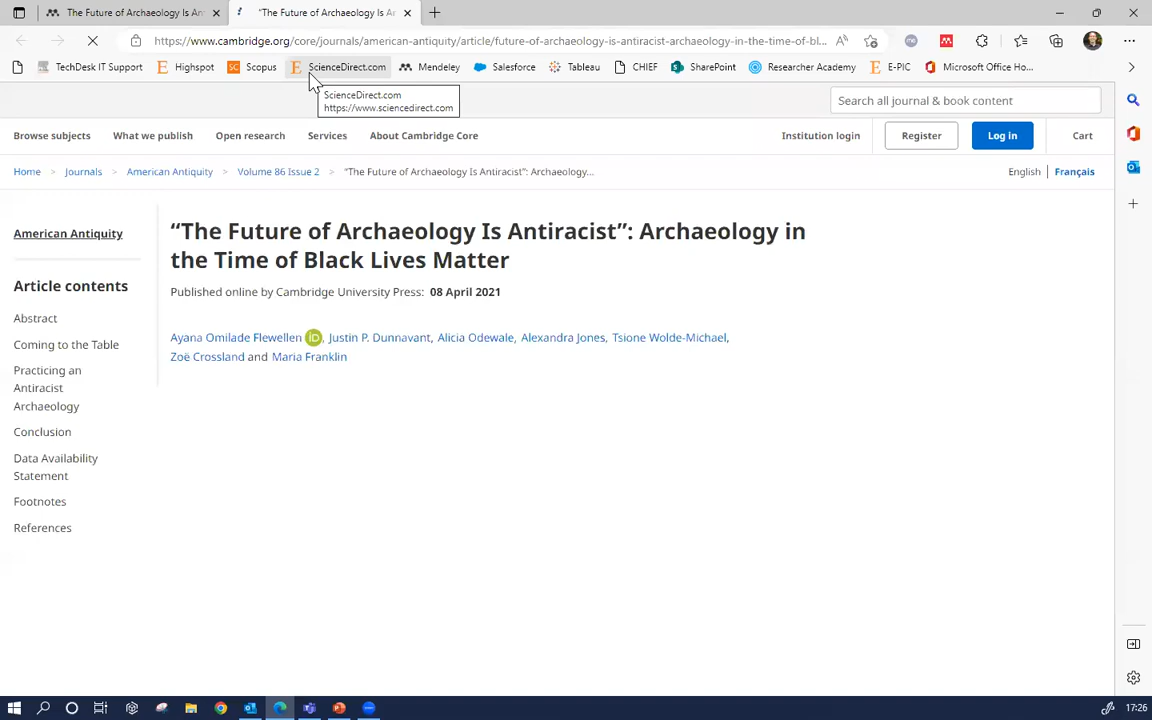 The Future of Archaeology Is An
"The Future of Archaeology Is Ar
https://www.cambridge.org/core/journals/american-antiquity/article/future-of-archaeology-is-antiracist-archaeology-in-the-time-of-bl...
TechDesk IT Support
Highspot
Scopus
ScienceDirect.com
Mendeley
Salesforce
Tableau
CHIEF
SharePoint
Researcher Academy
E-PIC
Microsoft Office Ho...
ScienceDirect.com
https://www.sciencedirect.com
Search all journal & book content
Browse subjects
What we publish
Open research
Services
About Cambridge Core
Institution login
Register
Log in
Cart
Home > Journals > American Antiquity > Volume 86 Issue 2 > "The Future of Archaeology Is Antiracist": Archaeology...
English | Français
American Antiquity
“The Future of Archaeology Is Antiracist”: Archaeology in
the Time of Black Lives Matter
Published online by Cambridge University Press: 08 April 2021
Ayana Omilade Flewellen iD, Justin P. Dunnavant, Alicia Odewale, Alexandra Jones, Tsione Wolde-Michael,
Zoë Crossland and Maria Franklin
Article contents
Abstract
Coming to the Table
Practicing an
Antiracist
Archaeology
Conclusion
Data Availability
Statement
Footnotes
References
17:26